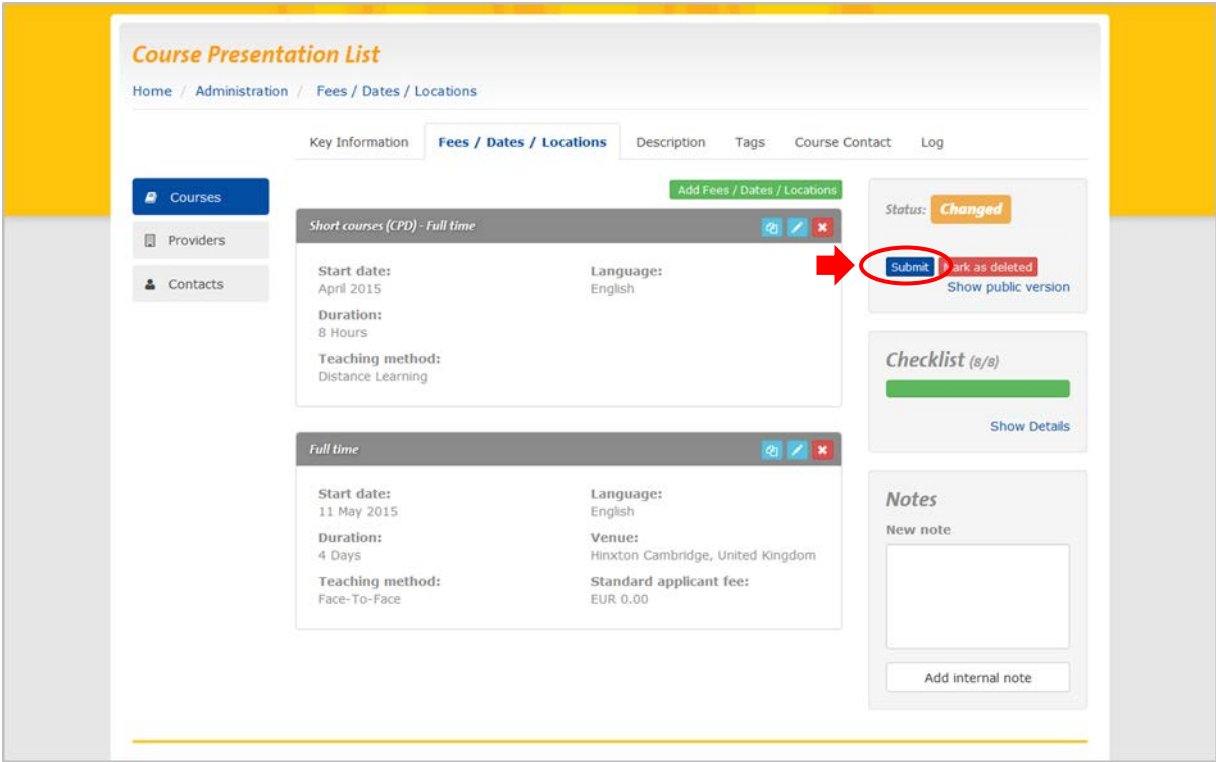 Course Presentation List
Home / Administration / Fees / Dates / Locations
Key Information Fees / Dates / Locations Description Tags Course Contact Log
Courses
Providers
Contacts
Add Fees / Dates / Locations
Short courses (CPD) - Full time
Start date:
April 2015
Language:
English
Duration:
8 Hours
Teaching method:
Distance Learning
Full time
Start date:
11 May 2015
Language:
English
Duration:
4 Days
Venue:
Hinxton Cambridge, United Kingdom
Teaching method:
Face-To-Face
Standard applicant fee:
EUR 0.00
Status: Changed
Submit Mark as deleted
Show public version
Checklist (8/8)
Show Details
Notes
New note
Add internal note